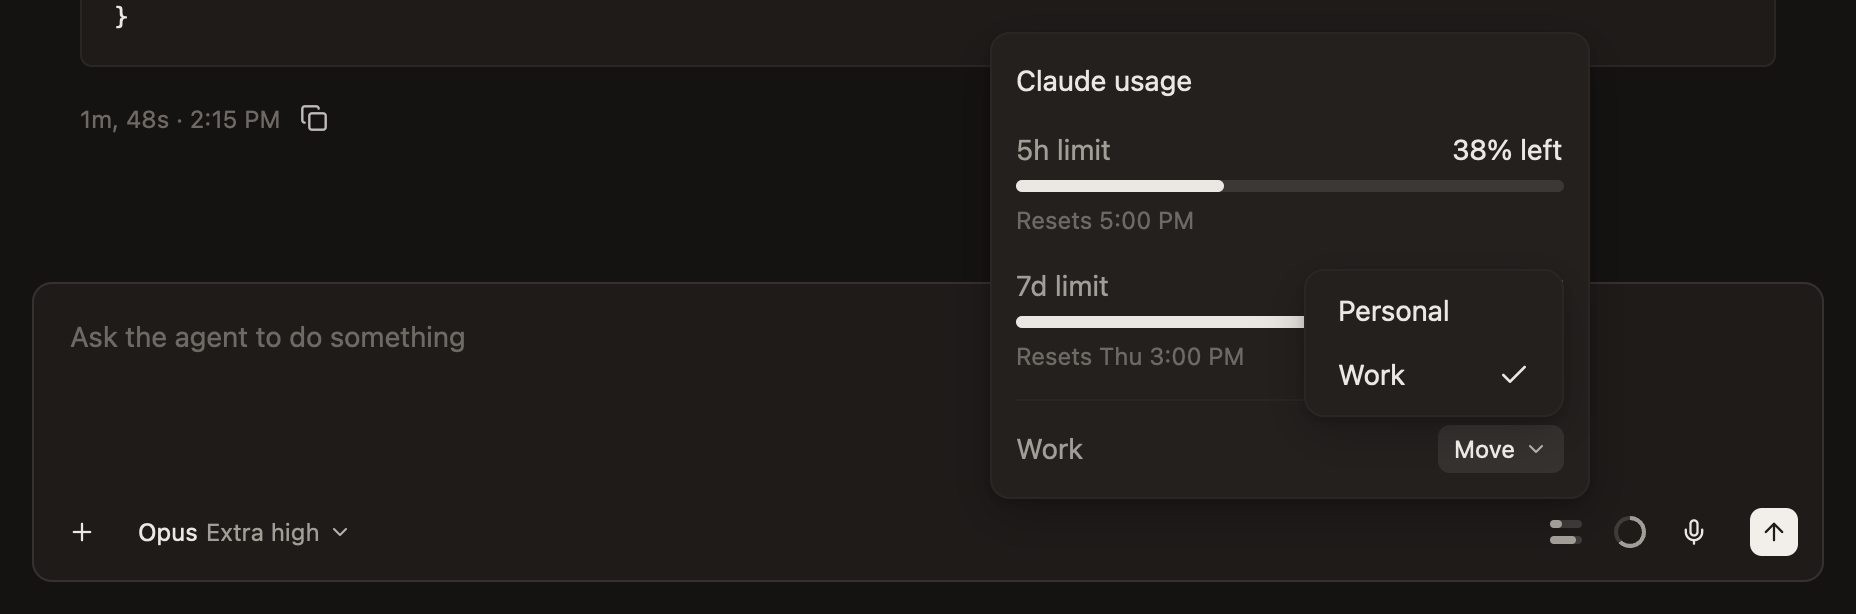 }
1m, 48s · 2:15 PM
Claude usage
5h limit 38% left
Resets 5:00 PM
7d limit
Resets Thu 3:00 PM
Personal
Work
Work Move
Ask the agent to do something
Opus Extra high